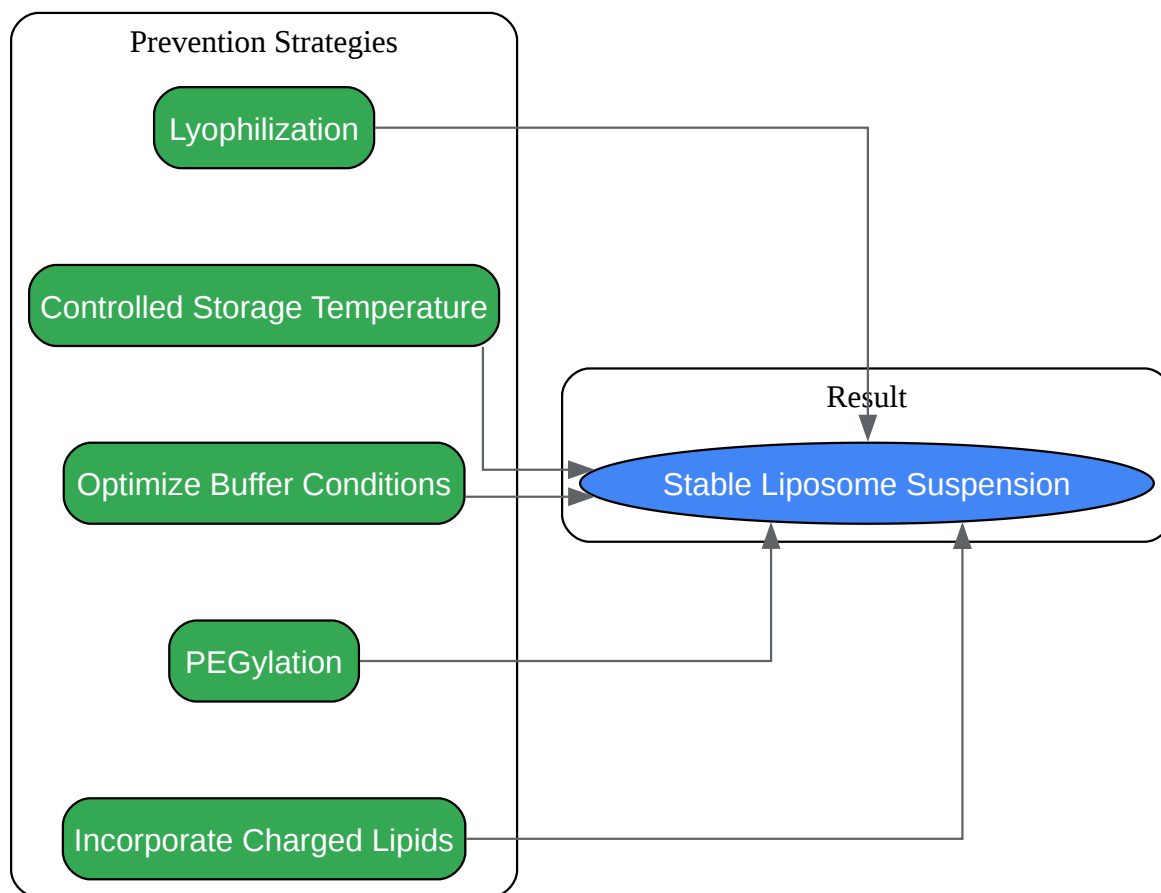 Prevention Strategies
Lyophilization
Controlled Storage Temperature
Optimize Buffer Conditions
PEGylation
Incorporate Charged Lipids
Result
Stable Liposome Suspension